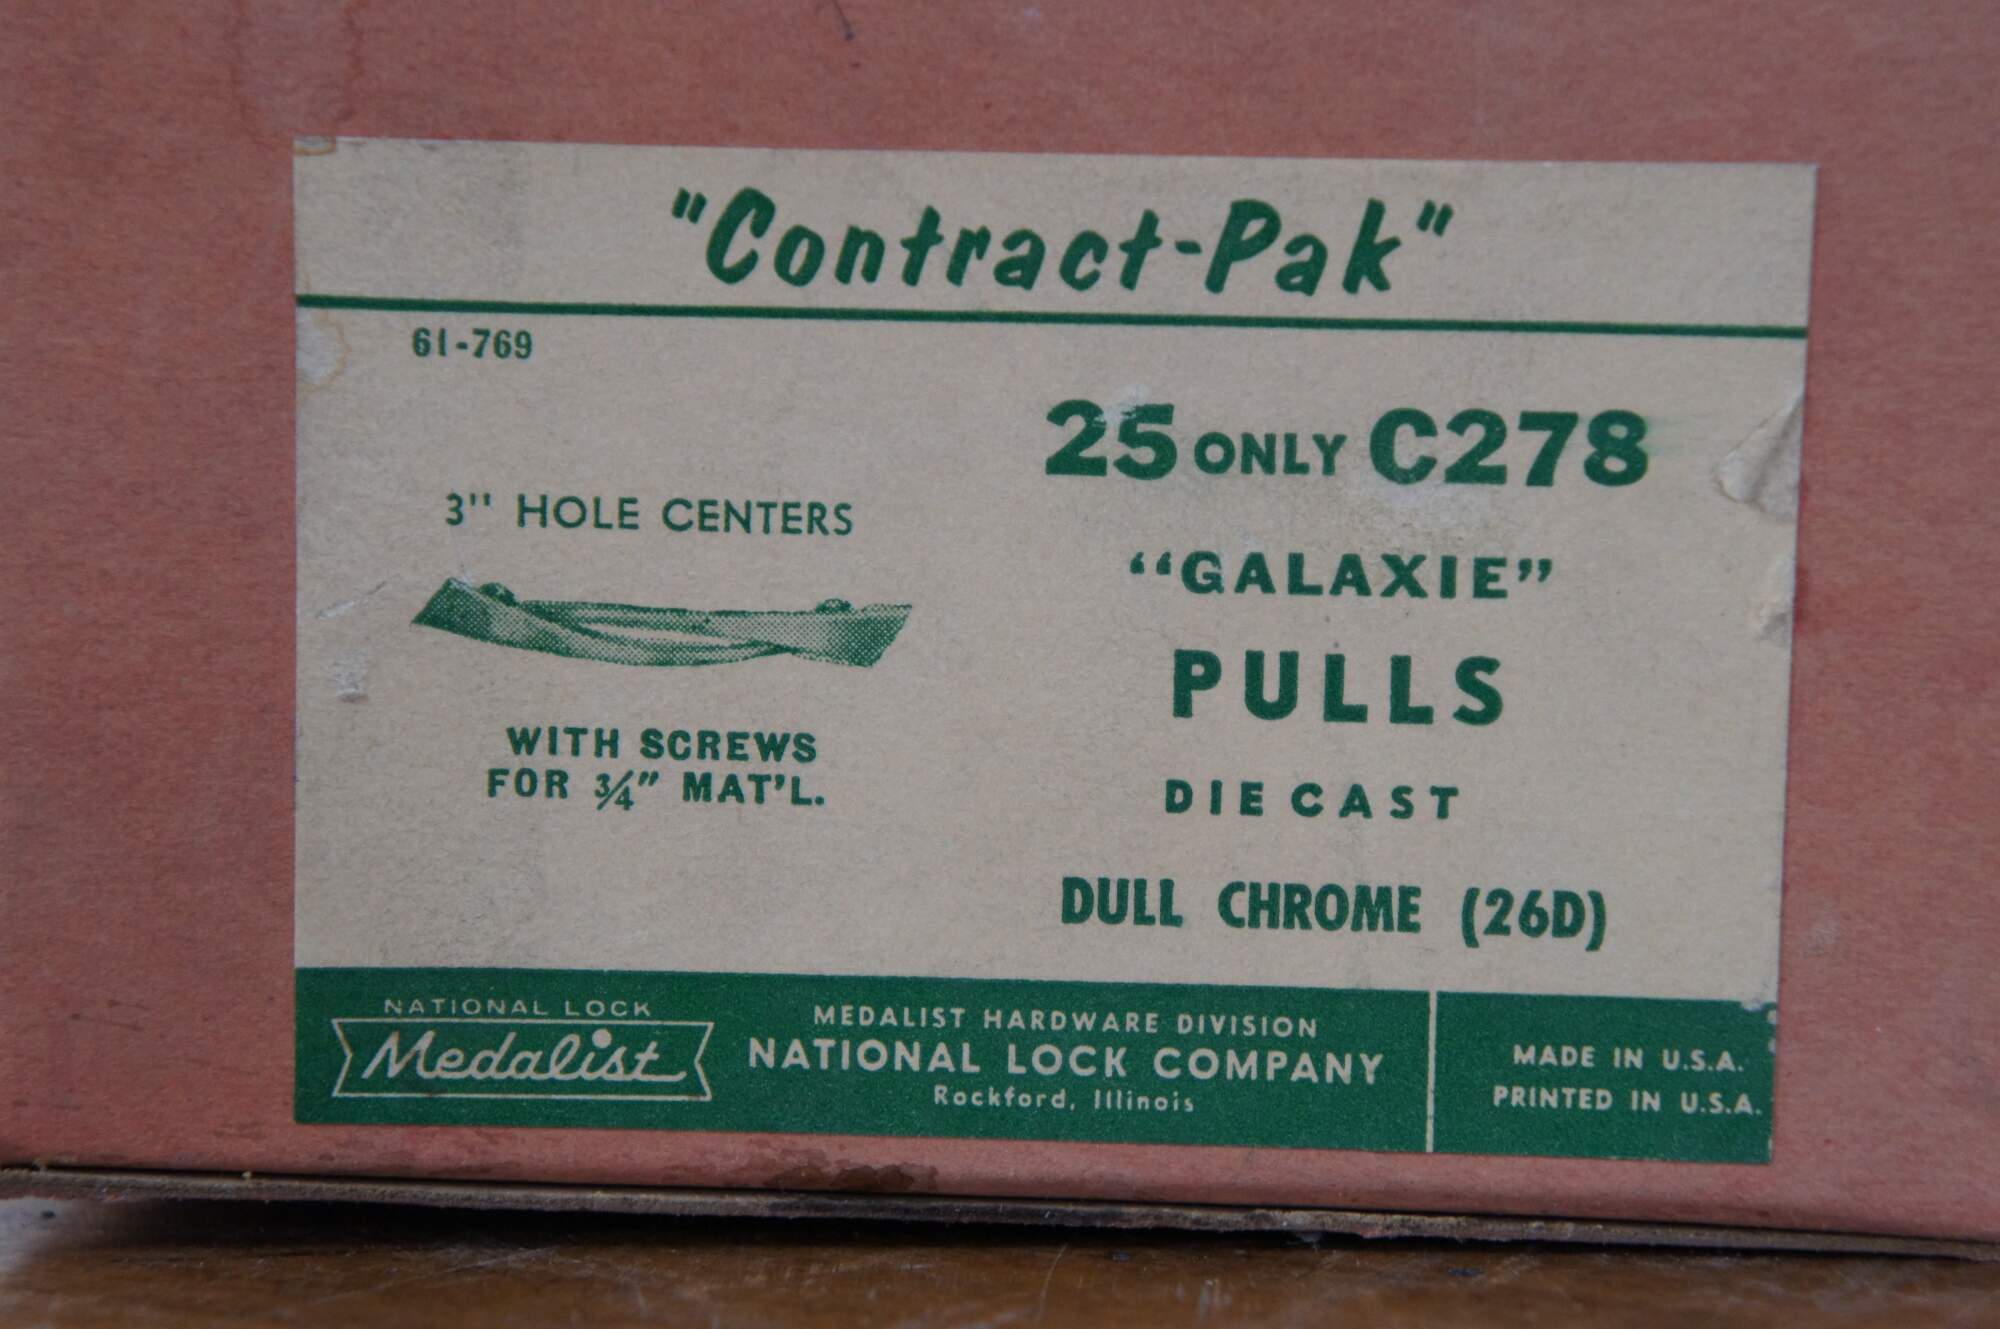 "Contract-Pak"
61-769
25 ONLY C278
3" HOLE CENTERS
"GALAXIE"
PULLS
WITH SCREWS
FOR 3/4" MAT'L.
DIE CAST
DULL CHROME (26D)
NATIONAL LOCK
Medalist
MEDALIST HARDWARE DIVISION
NATIONAL LOCK COMPANY
Rockford, Illinois
MADE IN U.S.A.
PRINTED IN U.S.A.